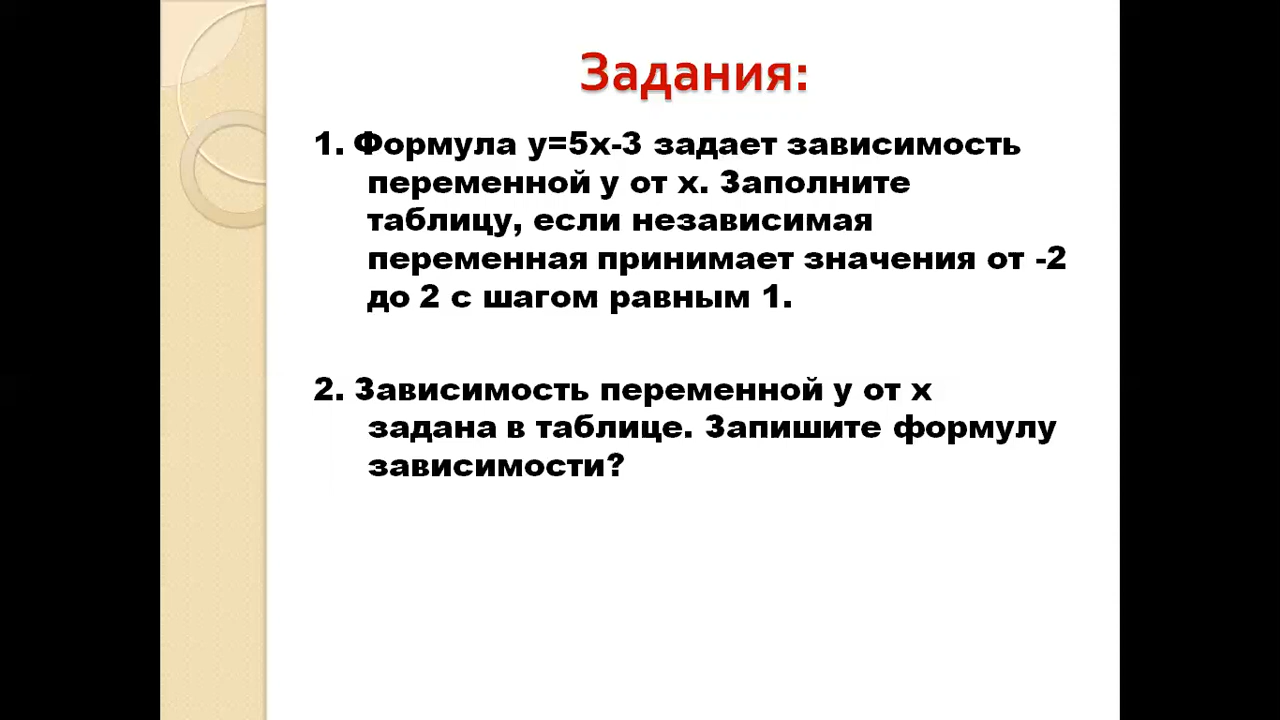 Задания:
1. Формула у=5х-3 задает зависимость
переменной у от х. Заполните
таблицу, если независимая
переменная принимает значения от -2
до 2 с шагом равным 1.
2. Зависимость переменной у от х
задана в таблице. Запишите формулу
зависимости?